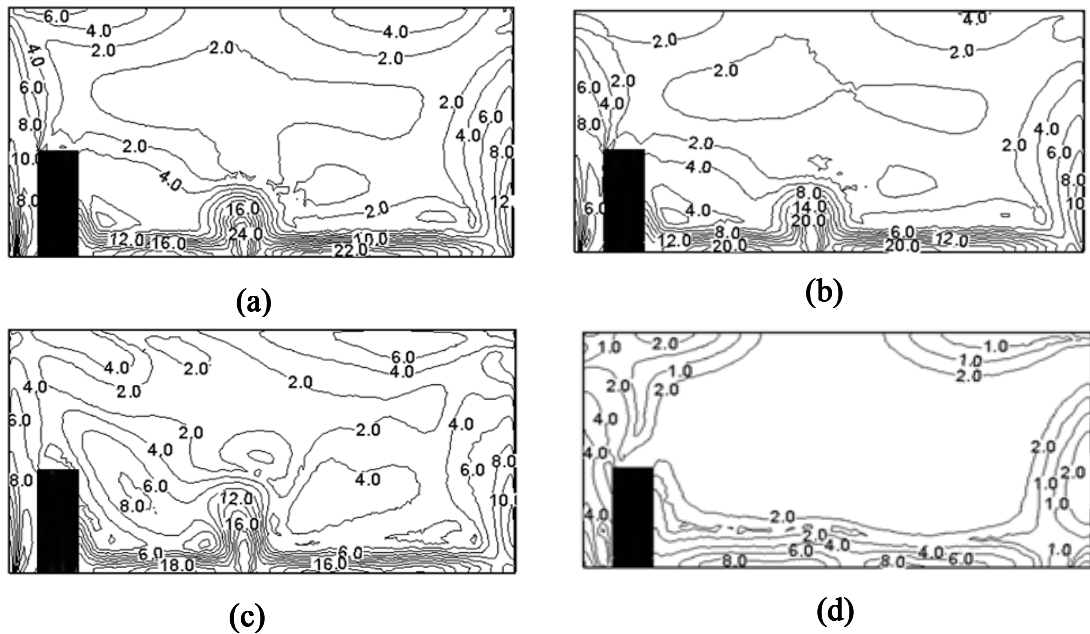 6.0 4.0 2.0 2.0 4.0 2.0
4.0 6.0 8.0 10.0 8.0
2.0 4.0 2.0
16.0 24.0
12.0 16.0 10.0 22.0
2.0 4.0 6.0 8.0 12
(a)
2.0 4.0 2.0 2.0
6.0 2.0 4.0 8.0 6.0
2.0 4.0 4.0
8.0 14.0 20.0
12.0 8.0 20.0 6.0 12.0 20.0
2.0 4.0 6.0 8.0 10.0
(b)
4.0 2.0 2.0 2.0 6.0 4.0
4.0 6.0 8.0
2.0 4.0 6.0 8.0
12.0 16.0
6.0 18.0 6.0 16.0
2.0 4.0 4.0 6.0 8.0 10.
(c)
1.0 2.0 1.0 2.0 1.0 1.0 2.0
2.0 4.0 4.0 4.0
2.0 2.0 6.0 4.0 4.0 8.0 6.0
2.0 2.0 1.0 1.0 1.0
(d)